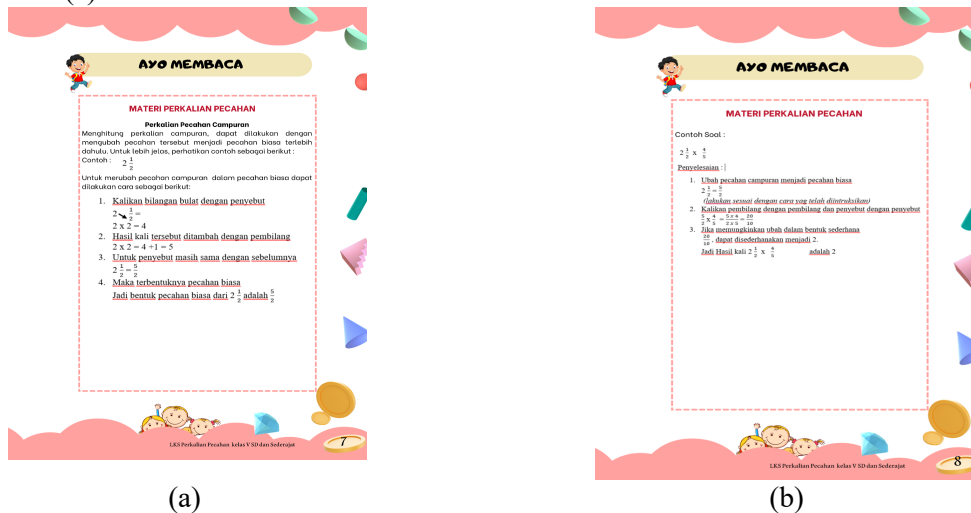 AYO MEMBACA
MATERI PERKALIAN PECAHAN
Perkalian Pecahan Campuran
Menghitung perkalian campuran, dapat dilakukan dengan
mengubah pecahan tersebut menjadi pecahan biasa terlebih
dahulu. Untuk lebih jelas, perhatikan contoh sebagai berikut :
Contoh : 2 1/2
Untuk merubah pecahan campuran dalam pecahan biasa dapat
dilakukan cara sebagai berikut:
1. Kalikan bilangan bulat dengan penyebut
2 1/2 =
2 x 2 = 4
2. Hasil kali tersebut ditambah dengan pembilang
2 x 2 = 4 +1 = 5
3. Untuk penyebut masih sama dengan sebelumnya
2 1/2 = 5/2
4. Maka terbentuknya pecahan biasa
Jadi bentuk pecahan biasa dari 2 1/2 adalah 5/2
LKS Perkalian Pecahan kelas V SD dan Sederajat
7
(a)
AYO MEMBACA
MATERI PERKALIAN PECAHAN
Contoh Soal :
2 1/2 x 4/5
Penyelesaian :
1. Ubah pecahan campuran menjadi pecahan biasa
2 1/2 = 5/2
(lakukan sesuai dengan cara yag telah diintruksikan)
2. Kalikan pembilang dengan pembilang dan penyebut dengan penyebut
5/2 x 4/5 = 5 x 4/2 x 5 = 20/10
3. Jika memungkinkan ubah dalam bentuk sederhana
20/10 , dapat disederhanakan menjadi 2.
Jadi Hasil kali 2 1/2 x 4/5 adalah 2
LKS Perkalian Pecahan kelas V SD dan Sederajat
8
(b)